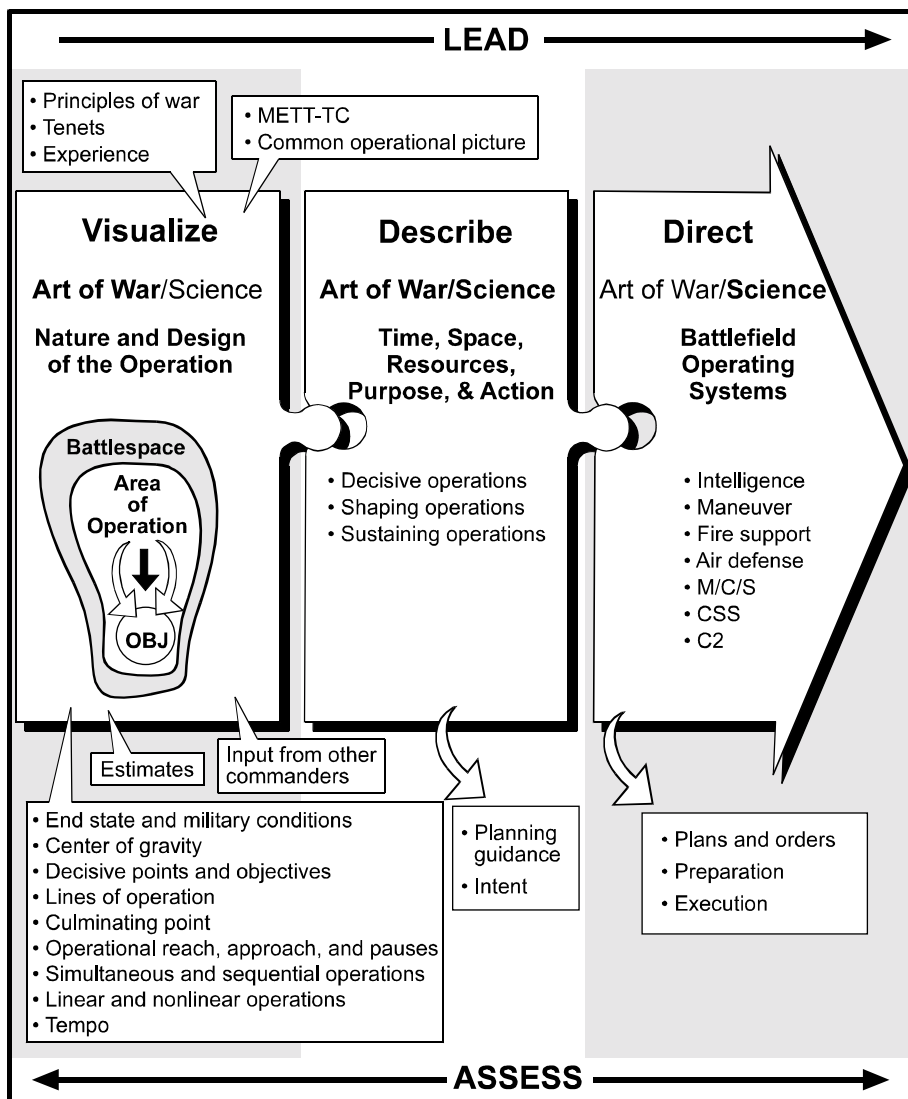 LEAD
• Principles of war
• Tenets
• Experience
• METT-TC
• Common operational picture
Visualize
Art of War/Science
Nature and Design
of the Operation
Battlespace
Area
of
Operation
OBJ
Describe
Art of War/Science
Time, Space,
Resources,
Purpose, & Action
• Decisive operations
• Shaping operations
• Sustaining operations
Direct
Art of War/Science
Battlefield
Operating
Systems
• Intelligence
• Maneuver
• Fire support
• Air defense
• M/C/S
• CSS
• C2
Estimates
Input from other
commanders
• End state and military conditions
• Center of gravity
• Decisive points and objectives
• Lines of operation
• Culminating point
• Operational reach, approach, and pauses
• Simultaneous and sequential operations
• Linear and nonlinear operations
• Tempo
• Planning
guidance
• Intent
• Plans and orders
• Preparation
• Execution
ASSESS